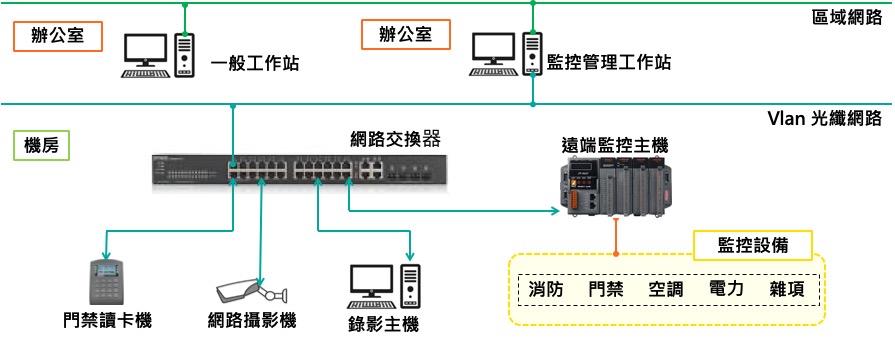 區域網路
辦公室
一般工作站
辦公室
監控管理工作站
Vlan 光纖網路
機房
網路交換器
遠端監控主機
監控設備
消防 門禁 空調 電力 雜項
門禁讀卡機
網路攝影機
錄影主機